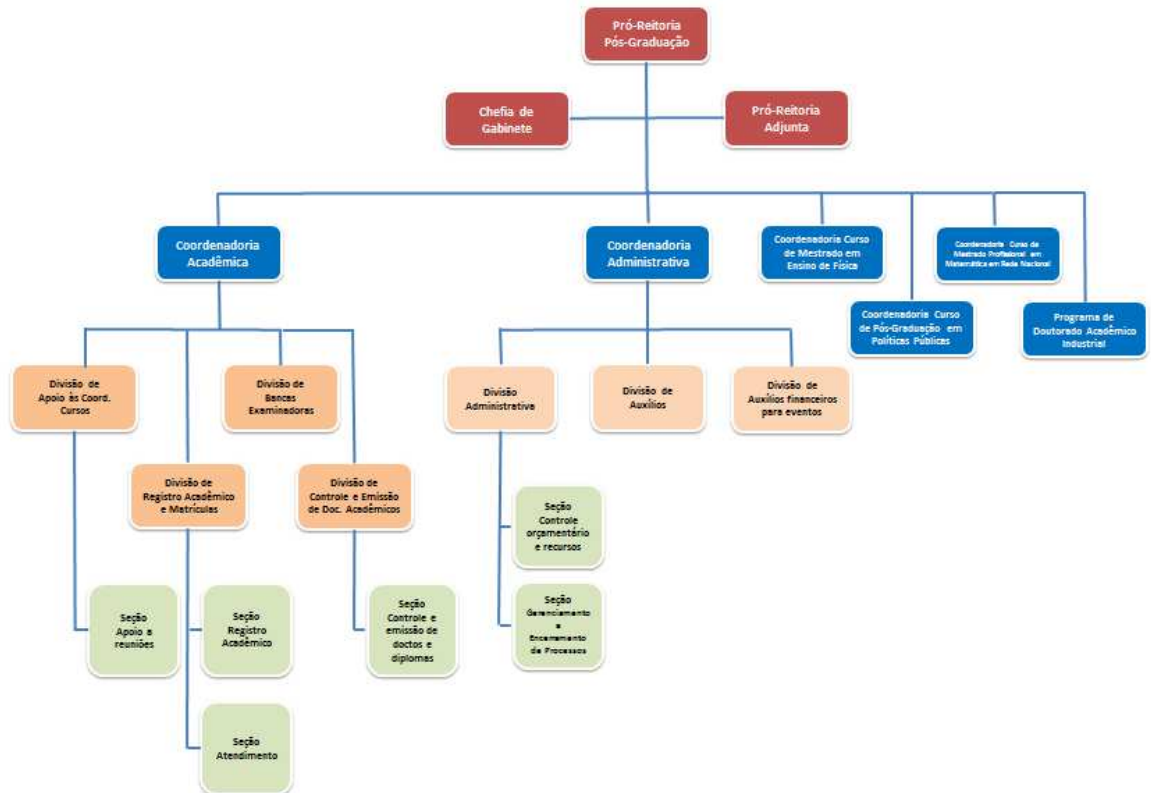 Pró-Reitoria
Pós-Graduação
Chefia de
Gabinete
Pró-Reitoria
Adjunta
Coordenadoria
Acadêmica
Coordenadoria
Administrativa
Coordenadoria Curso
de Mestrado em
Ensino de Física
Coordenadoria Curso de
Mestrado Profissional em
Matemática em Rede Nacional
Coordenadoria Curso
de Pós-Graduação em
Políticas Públicas
Programa de
Doutorado Acadêmico
Industrial
Divisão de
Apoio às Coord.
Cursos
Divisão de
Bancas
Examinadoras
Divisão
Administrativa
Divisão de
Auxílios
Divisão de
Auxílios financeiros
para eventos
Divisão de
Registro Acadêmico
e Matrículas
Divisão de
Controle e Emissão
de Doc. Acadêmicos
Seção
Controle
orçamentário
e recursos
Seção
Apoio a
reuniões
Seção
Registro
Acadêmico
Seção
Controle e
emissão de
doctos e
diplomas
Seção
Gerenciamento
e
Encerramento
de Processos
Seção
Atendimento